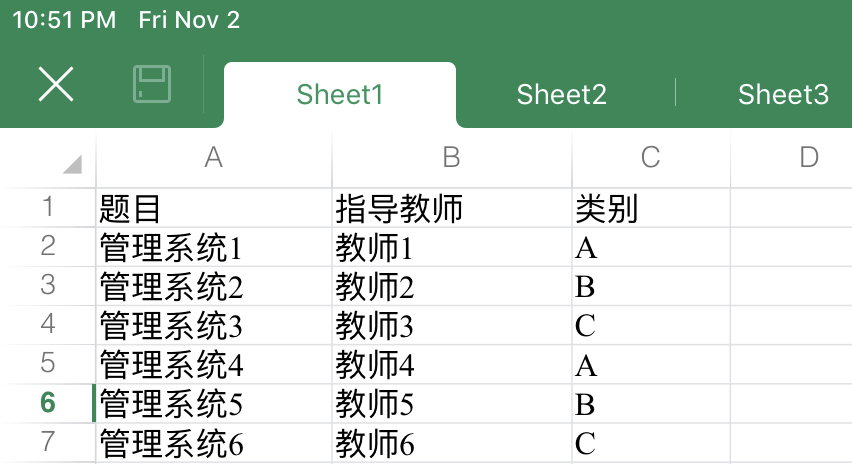 10:51 PM Fri Nov 2
Sheet1 Sheet2 Sheet3
A B C D
1 题目 指导教师 类别
2 管理系统1 教师1 A
3 管理系统2 教师2 B
4 管理系统3 教师3 C
5 管理系统4 教师4 A
6 管理系统5 教师5 B
7 管理系统6 教师6 C